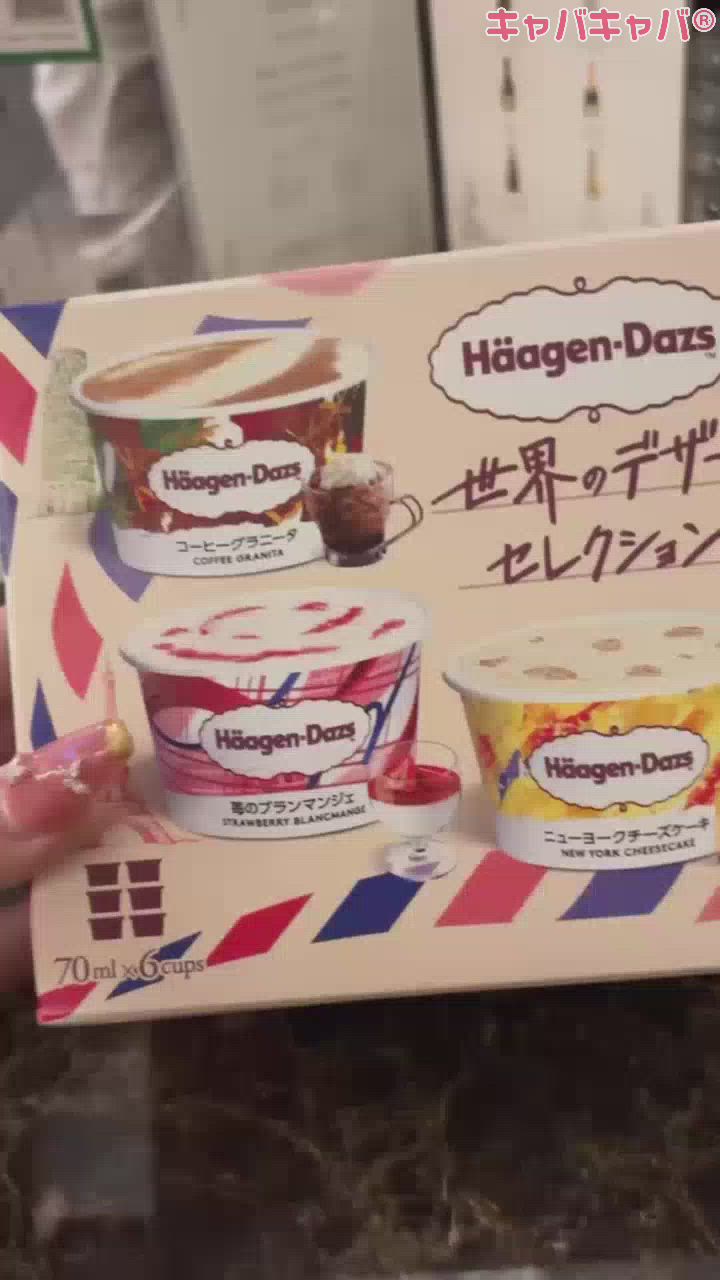 キャバキャバ®
Häagen-Dazs
TM
世界のデザー
セレクション
Häagen-Dazs
コーヒーグラニータ
COFFEE GRANITA
Häagen-Dazs
苺のブランマンジェ
STRAWBERRY BLANCMANGE
Häagen-Dazs
ニューヨークチーズケーキ
NEW YORK CHEESECAKE
70ml×6cups